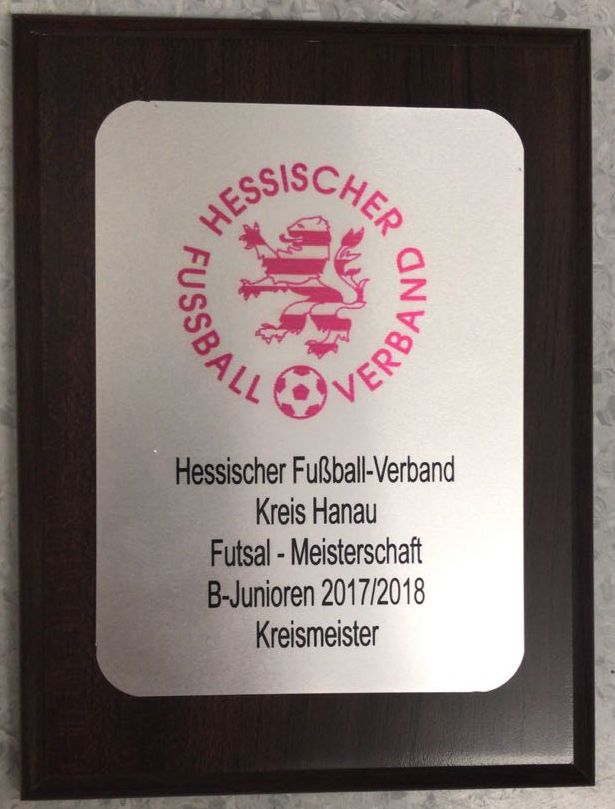 HESSISCHER
FUSSBALL VERBAND
Hessischer Fußball-Verband
Kreis Hanau
Futsal - Meisterschaft
B-Junioren 2017/2018
Kreismeister